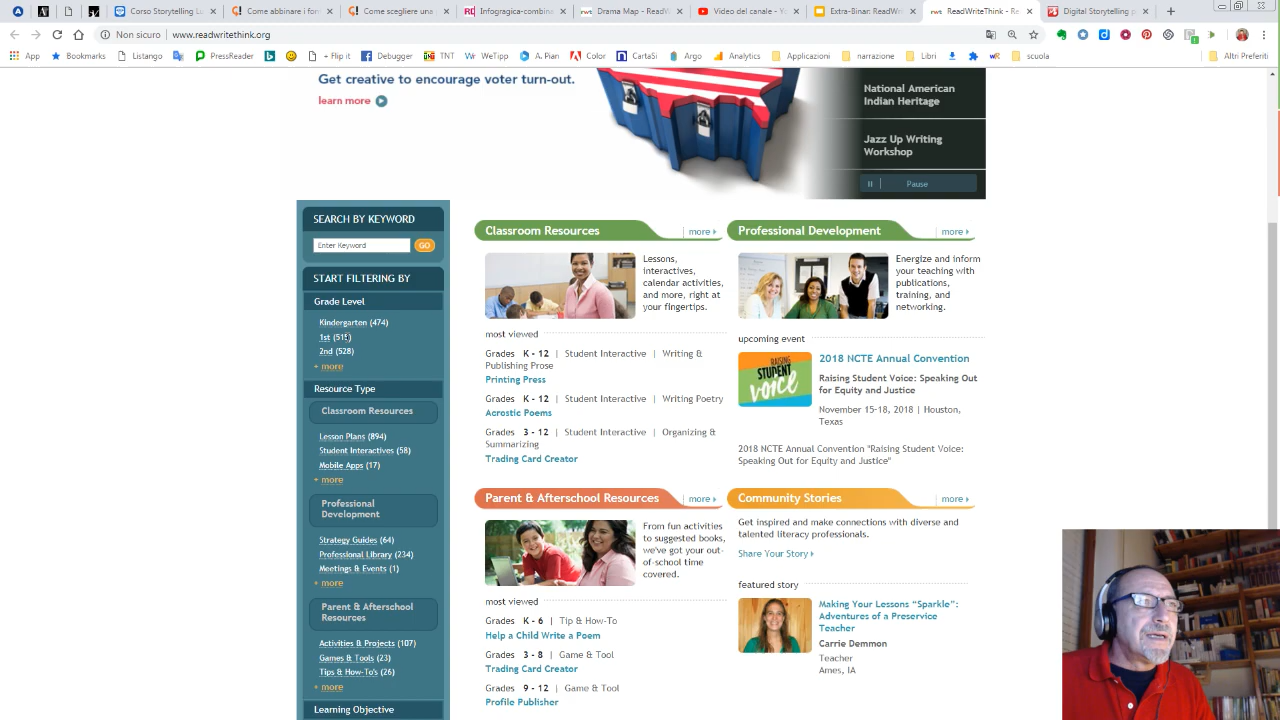 Corso Storytelling L
Come abbinare i fo
Come scegliere un
Infogragica-combin
Drama Map - Readw
Video del canale - Yo
Extra-Binar: ReadWr
ReadWriteThink - Re
Digital Storytelling p
Non sicuro | www.readwritethink.org
App Bookmarks Listango PressReader + Flip it Debugger TNT WeTipp A. Pian Color CartaSi Argo Analytics Applicazioni narrazione Libri scuola Altri Preferiti
Get creative to encourage voter turn-out.
learn more
National American
Indian Heritage
Jazz Up Writing
Workshop
Pause
SEARCH BY KEYWORD
Enter Keyword GO
START FILTERING BY
Grade Level
Kindergarten (474)
1st
2nd (528)
+ more
Resource Type
Classroom Resources
Lesson Plans (894)
Student Interactives (58)
Mobile Apps (17)
+ more
Professional
Development
Strategy Guides (64)
Professional Library (234)
Meetings & Events (1)
+ more
Parent & Afterschool
Resources
Activities & Projects (107)
Games & Tools (23)
Tips & How-To's (26)
+ more
Learning Objective
Classroom Resources more
Lessons,
interactives,
calendar activities,
and more, right at
your fingertips.
most viewed
Grades K - 12 | Student Interactive | Writing &
Publishing Prose
Printing Press
Grades K - 12 | Student Interactive | Writing Poetry
Acrostic Poems
Grades 3 - 12 | Student Interactive | Organizing &
Summarizing
Trading Card Creator
Professional Development more
Energize and inform
your teaching with
publications,
training, and
networking.
upcoming event
RAISING
STUDENT
VOICE
2018 NCTE Annual Convention
Raising Student Voice: Speaking Out
for Equity and Justice
November 15-18, 2018 | Houston,
Texas
2018 NCTE Annual Convention "Raising Student Voice:
Speaking Out for Equity and Justice"
Parent & Afterschool Resources more
From fun activities
to suggested books,
we've got your out-
of-school time
covered.
most viewed
Grades K - 6 | Tip & How-To
Help a Child Write a Poem
Grades 3 - 8 | Game & Tool
Trading Card Creator
Grades 9 - 12 | Game & Tool
Profile Publisher
Community Stories more
Get inspired and make connections with diverse and
talented literacy professionals.
Share Your Story
featured story
Making Your Lessons “Sparkle”:
Adventures of a Preservice
Teacher
Carrie Demmon
Teacher
Ames, IA